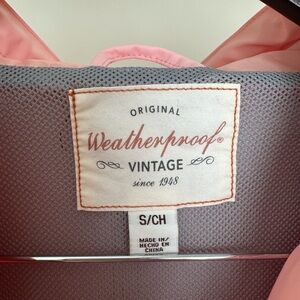 ORIGINAL
Weatherproof®
VINTAGE
since 1948
S/CH
MADE IN/
HECHO EN
CHINA